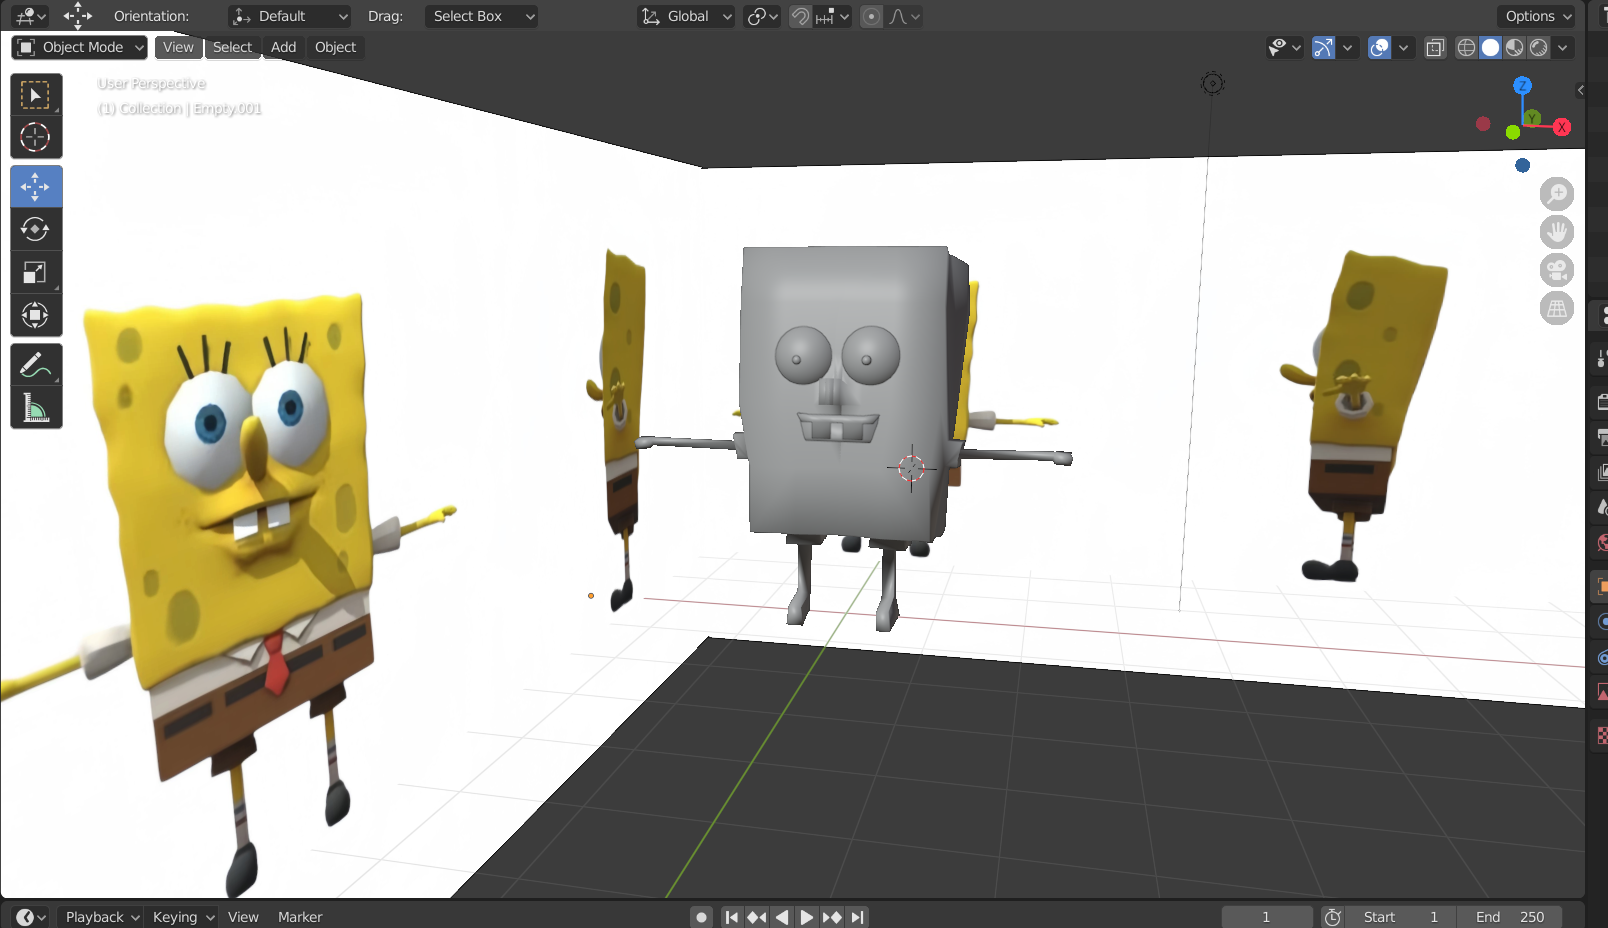 Orientation: Default Drag: Select Box Global Options
Object Mode View Select Add Object
User Perspective
(1) Collection | Empty.001
Z
Y
X
Playback Keying View Marker 1 Start 1 End 250